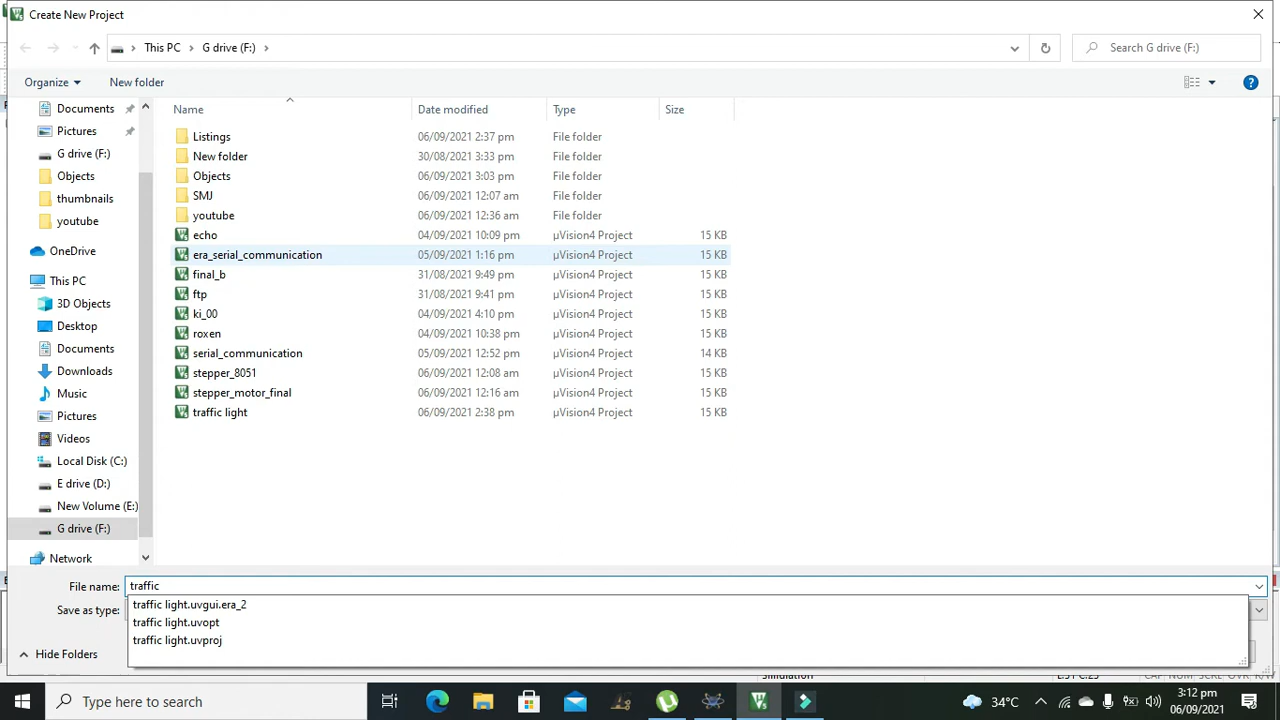 Create New Project
This PC
G drive (F:)
Search G drive (F:)
Organize
New folder
Name
Date modified
Type
Size
Documents
Pictures
G drive (F:)
Objects
thumbnails
youtube
OneDrive
This PC
3D Objects
Desktop
Documents
Downloads
Music
Pictures
Videos
Local Disk (C:)
E drive (D:)
New Volume (E:)
G drive (F:)
Network
Listings 06/09/2021 2:37 pm File folder
New folder 30/08/2021 3:33 pm File folder
Objects 06/09/2021 3:03 pm File folder
SMJ 06/09/2021 12:07 am File folder
youtube 06/09/2021 12:36 am File folder
echo 04/09/2021 10:09 pm µVision4 Project 15 KB
era_serial_communication 05/09/2021 1:16 pm µVision4 Project 15 KB
final_b 31/08/2021 9:49 pm µVision4 Project 15 KB
ftp 31/08/2021 9:41 pm µVision4 Project 15 KB
ki_00 04/09/2021 4:10 pm µVision4 Project 15 KB
roxen 04/09/2021 10:38 pm µVision4 Project 15 KB
serial_communication 05/09/2021 12:52 pm µVision4 Project 14 KB
stepper_8051 06/09/2021 12:08 am µVision4 Project 15 KB
stepper_motor_final 06/09/2021 12:16 am µVision4 Project 15 KB
traffic light 06/09/2021 2:38 pm µVision4 Project 15 KB
File name: traffic
traffic light.uvgui.era_2
Save as type:
traffic light.uvopt
traffic light.uvproj
Hide Folders
Simulation
Type here to search
34°C
3:12 pm
06/09/2021